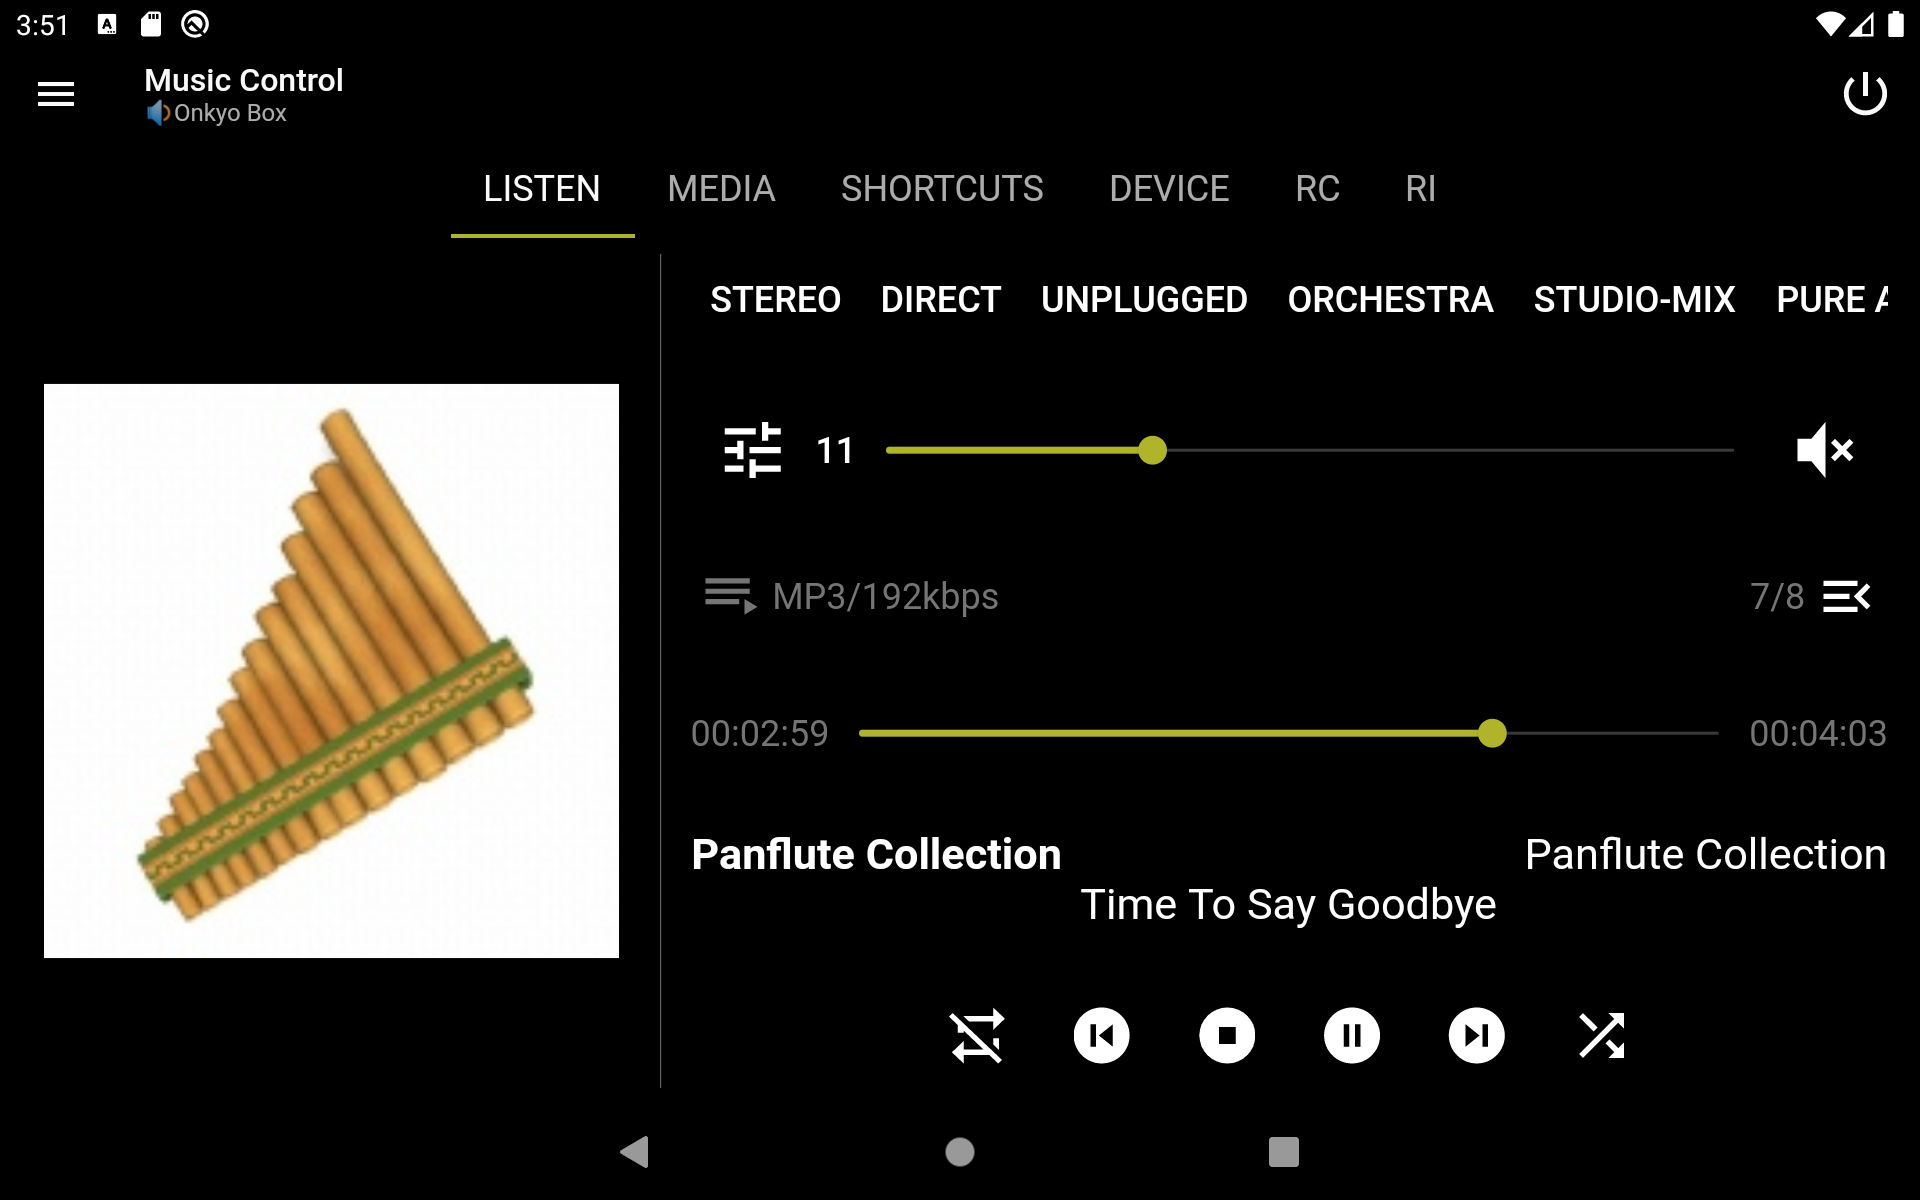 3:51
Music Control
Onkyo Box
LISTEN MEDIA SHORTCUTS DEVICE RC RI
STEREO DIRECT UNPLUGGED ORCHESTRA STUDIO-MIX PURE A
11
MP3/192kbps 7/8
00:02:59 00:04:03
Panflute Collection Panflute Collection
Time To Say Goodbye